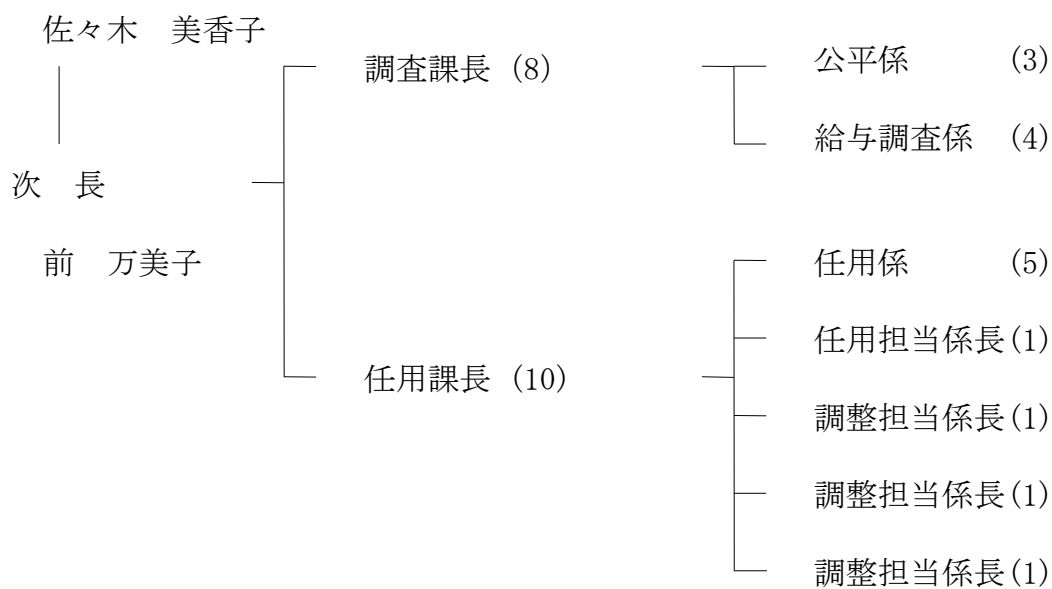 佐々木　美香子
次　長
前　万美子
調査課長 (8)
公平係　(3)
給与調査係　(4)
任用課長 (10)
任用係　(5)
任用担当係長(1)
調整担当係長(1)
調整担当係長(1)
調整担当係長(1)